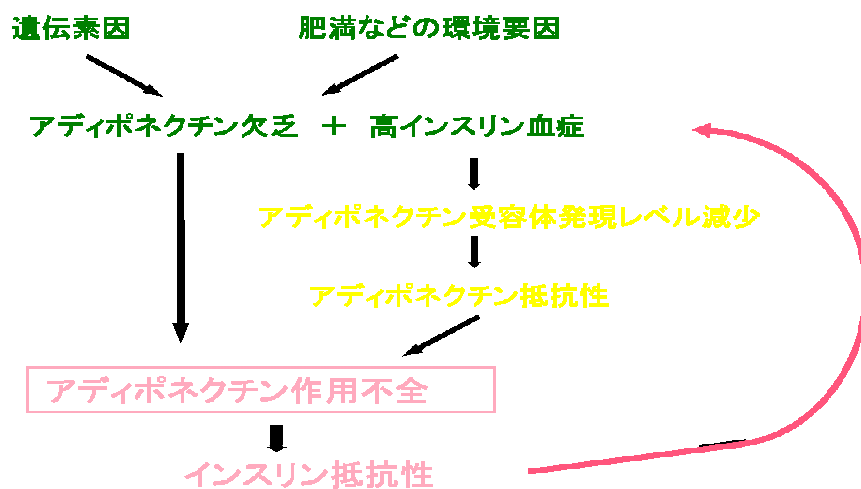 遺伝素因 肥満などの環境要因
アディポネクチン欠乏 ＋ 高インスリン血症
アディポネクチン受容体発現レベル減少
アディポネクチン抵抗性
アディポネクチン作用不全
インスリン抵抗性